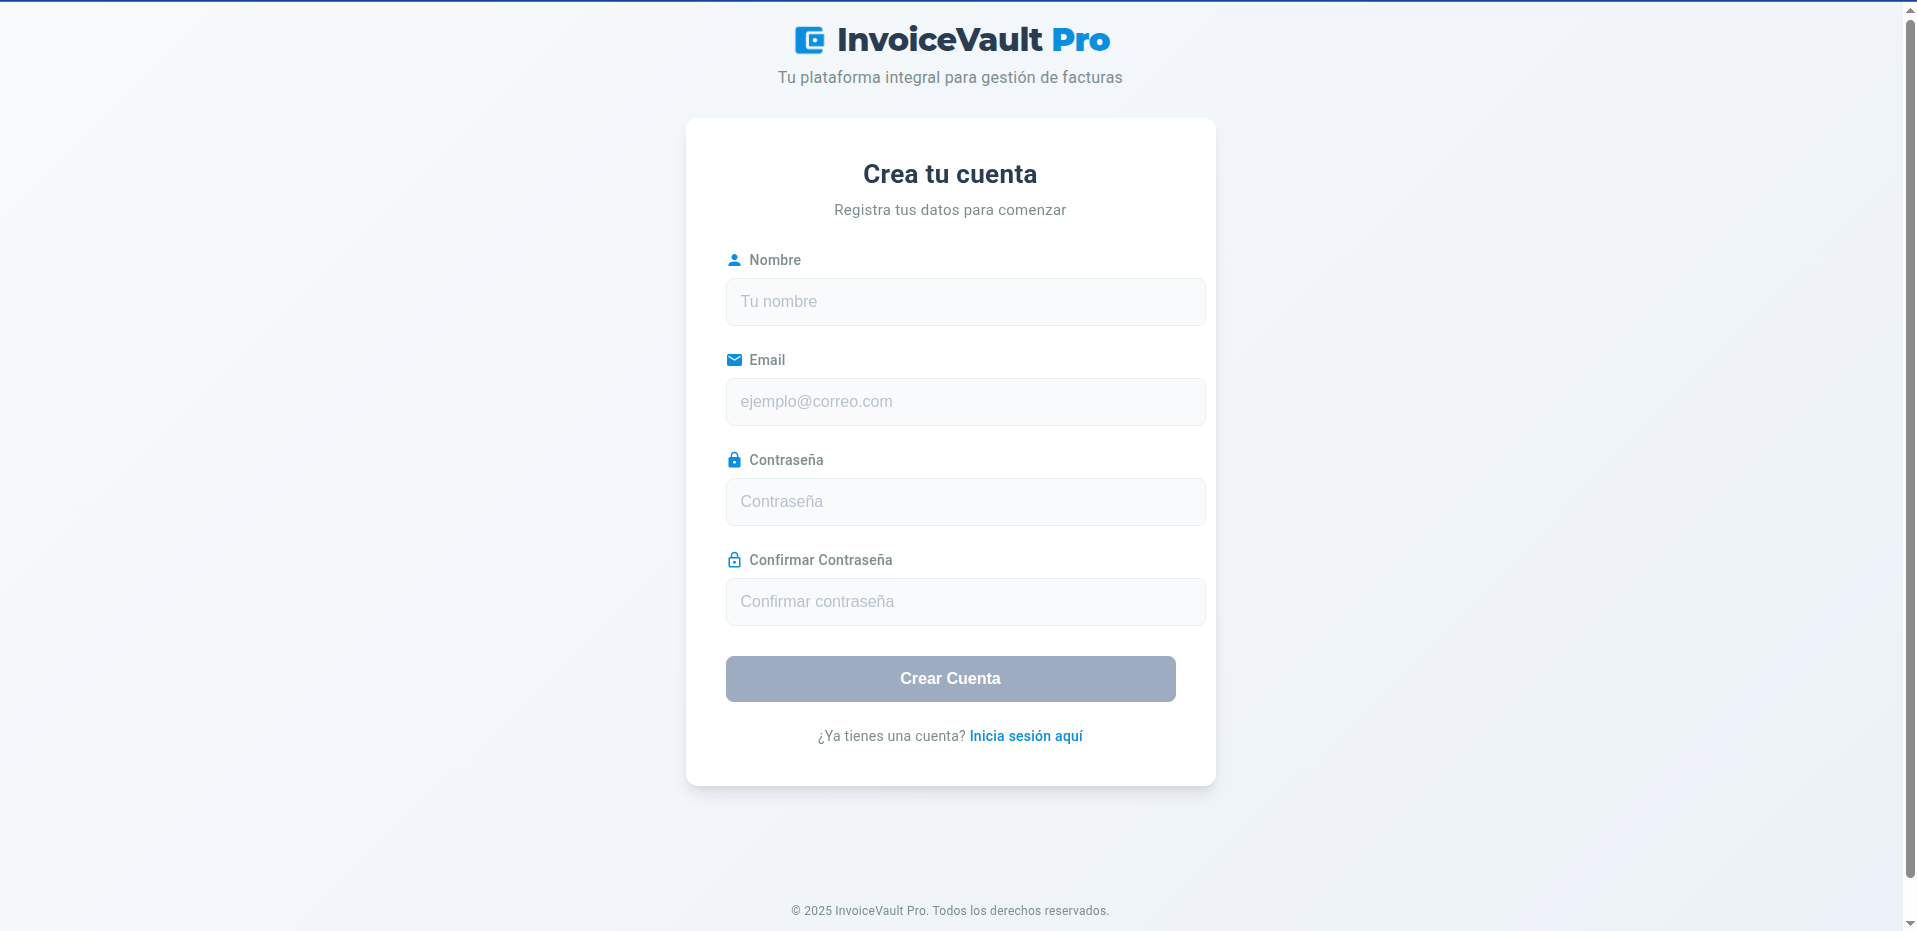 InvoiceVault Pro
Tu plataforma integral para gestión de facturas
Crea tu cuenta
Registra tus datos para comenzar
Nombre
Tu nombre
Email
ejemplo@correo.com
Contraseña
Contraseña
Confirmar Contraseña
Confirmar contraseña
Crear Cuenta
¿Ya tienes una cuenta? Inicia sesión aquí
© 2025 InvoiceVault Pro. Todos los derechos reservados.